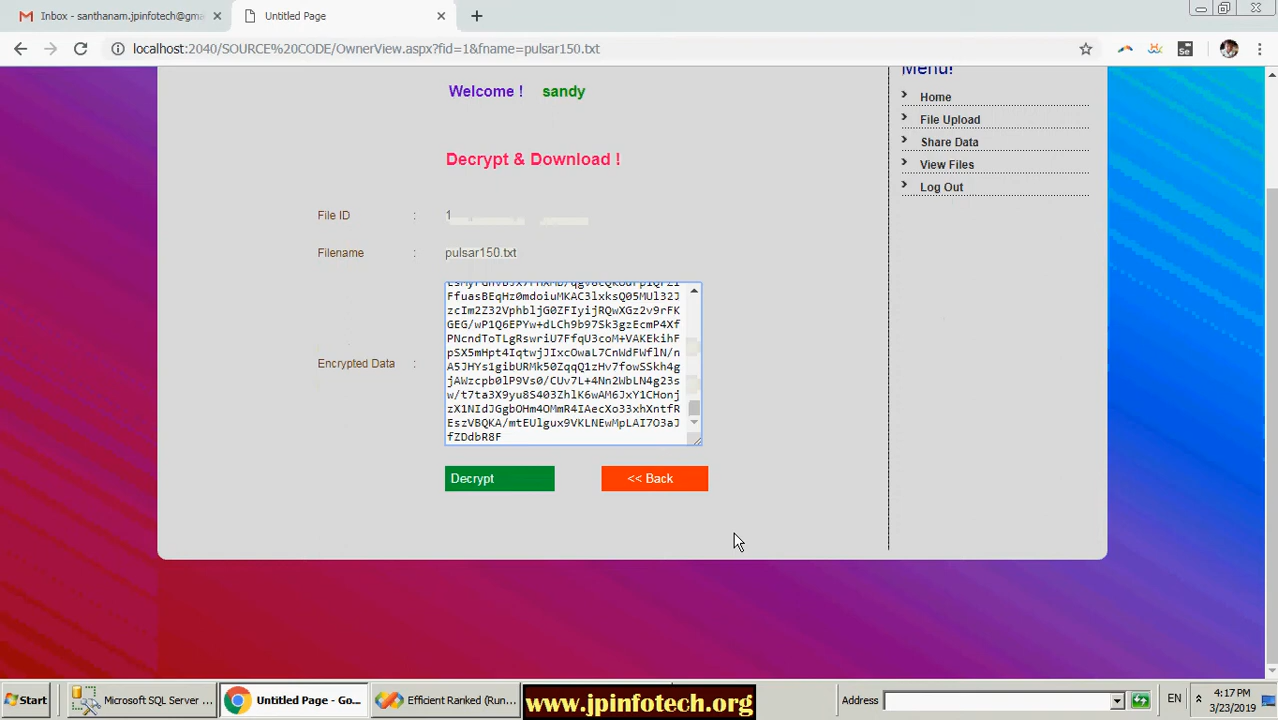 Inbox - santhanam.jpinfotech@gma
Untitled Page
localhost:2040/SOURCE%20CODE/OwnerView.aspx?fid=1&fname=pulsar150.txt
Menu!
Welcome ! sandy
Home
File Upload
Share Data
View Files
Log Out
Decrypt & Download !
File ID : 1
Filename : pulsar150.txt
Encrypted Data :
FfuasBEqHz0mdoiuMKAC3lxksQ05MUl32J
zcIm2Z32VphbljG0ZFIyijRQwXGz2v9rFK
GEG/wP1Q6EPYw+dLCh9b97Sk3gzEcmP4Xf
PNcndToTLgRswriU7FfqU3coM+VAKEkihF
pSX5mHpt4IqtwjJIxcOwaL7CnWdFWflN/n
A5JHYs1gibURMk50ZqqQ1zHv7fowSSkh4g
jAWzcpb0lP9Vs0/CUv7L+4Nn2WbLN4g23s
w/t7ta3X9yu8S403ZhlK6wAM6JxY1CHonj
zX1NIdJGgbOHm4OMmR4IAecXo33xhXntfR
EszVBQKA/mtEUlgux9VKLNEwMpLAI7O3aJ
fZDdbR8F
Decrypt
<< Back
Start
Microsoft SQL Server ...
Untitled Page - Go...
Efficient Ranked (Run...
www.jpinfotech.org
Address
EN
4:17 PM
3/23/2019